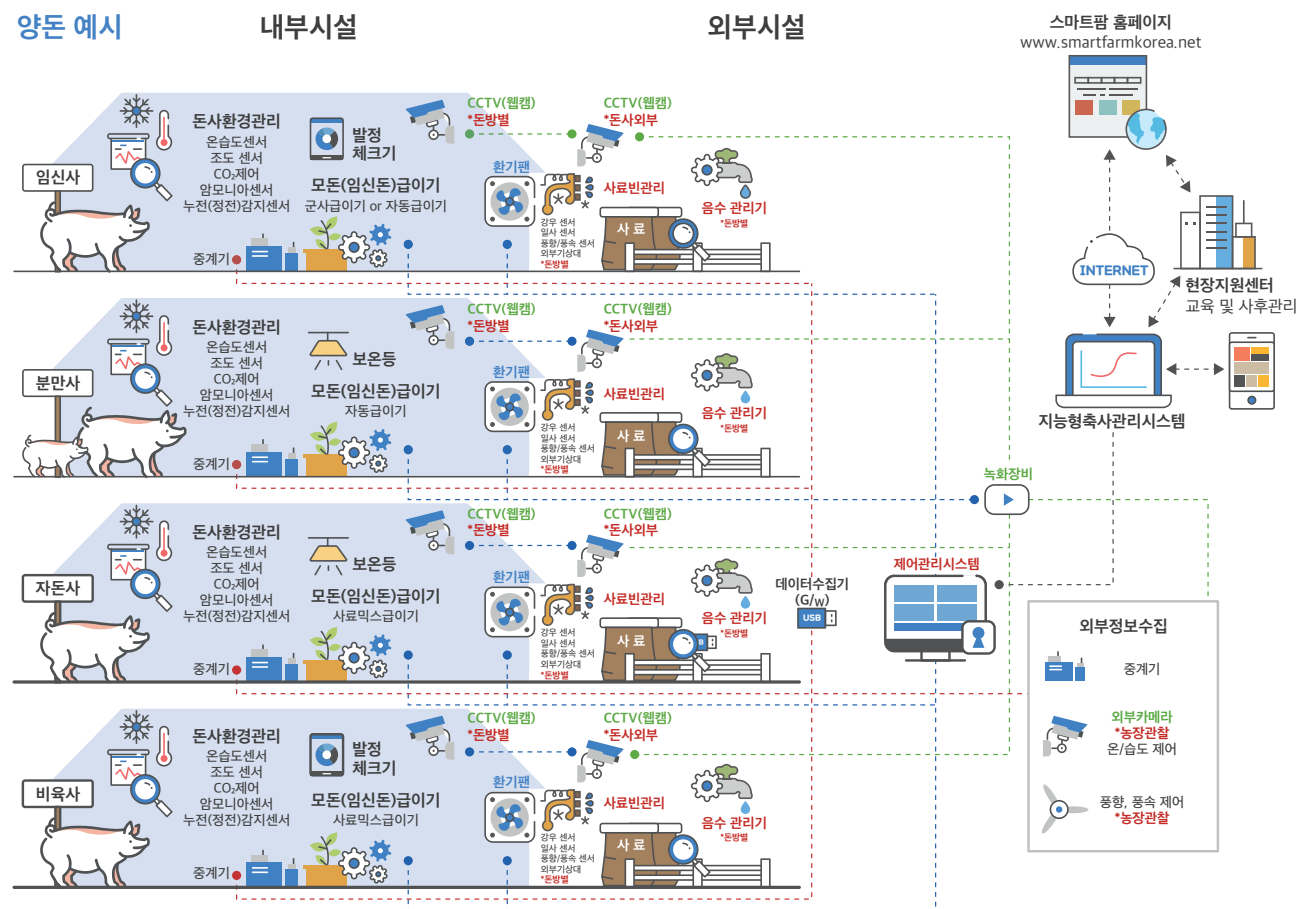 양돈 예시
내부시설
외부시설
스마트팜 홈페이지
www.smartfarmkorea.net
임신사
돈사환경관리
온습도센서
조도 센서
CO₂제어
암모니아센서
누전(정전)감지센서
발정
체크기
모돈(임신돈)급이기
군사급이기 or 자동급이기
중계기
CCTV(웹캠)
*돈방별
환기팬
강우 센서
일사 센서
풍향/풍속 센서
외부기상대
*돈방별
CCTV(웹캠)
*돈사외부
사료빈관리
사 료
음수 관리기
*돈방별
분만사
돈사환경관리
온습도센서
조도 센서
CO₂제어
암모니아센서
누전(정전)감지센서
보온등
모돈(임신돈)급이기
자동급이기
중계기
CCTV(웹캠)
*돈방별
환기팬
강우 센서
일사 센서
풍향/풍속 센서
외부기상대
*돈방별
CCTV(웹캠)
*돈사외부
사료빈관리
사 료
음수 관리기
*돈방별
자돈사
돈사환경관리
온습도센서
조도 센서
CO₂제어
암모니아센서
누전(정전)감지센서
보온등
모돈(임신돈)급이기
사료믹스급이기
중계기
CCTV(웹캠)
*돈방별
환기팬
강우 센서
일사 센서
풍향/풍속 센서
외부기상대
*돈방별
CCTV(웹캠)
*돈사외부
사료빈관리
사 료
B
음수 관리기
*돈방별
비육사
돈사환경관리
온습도센서
조도 센서
CO₂제어
암모니아센서
누전(정전)감지센서
발정
체크기
모돈(임신돈)급이기
사료믹스급이기
중계기
CCTV(웹캠)
*돈방별
환기팬
강우 센서
일사 센서
풍향/풍속 센서
외부기상대
*돈방별
CCTV(웹캠)
*돈사외부
사료빈관리
사 료
음수 관리기
*돈방별
INTERNET
현장지원센터
교육 및 사후관리
지능형축사관리시스템
녹화장비
데이터수집기
(G/W)
USB
제어관리시스템
외부정보수집
중계기
외부카메라
*농장관찰
온/습도 제어
풍향, 풍속 제어
*농장관찰